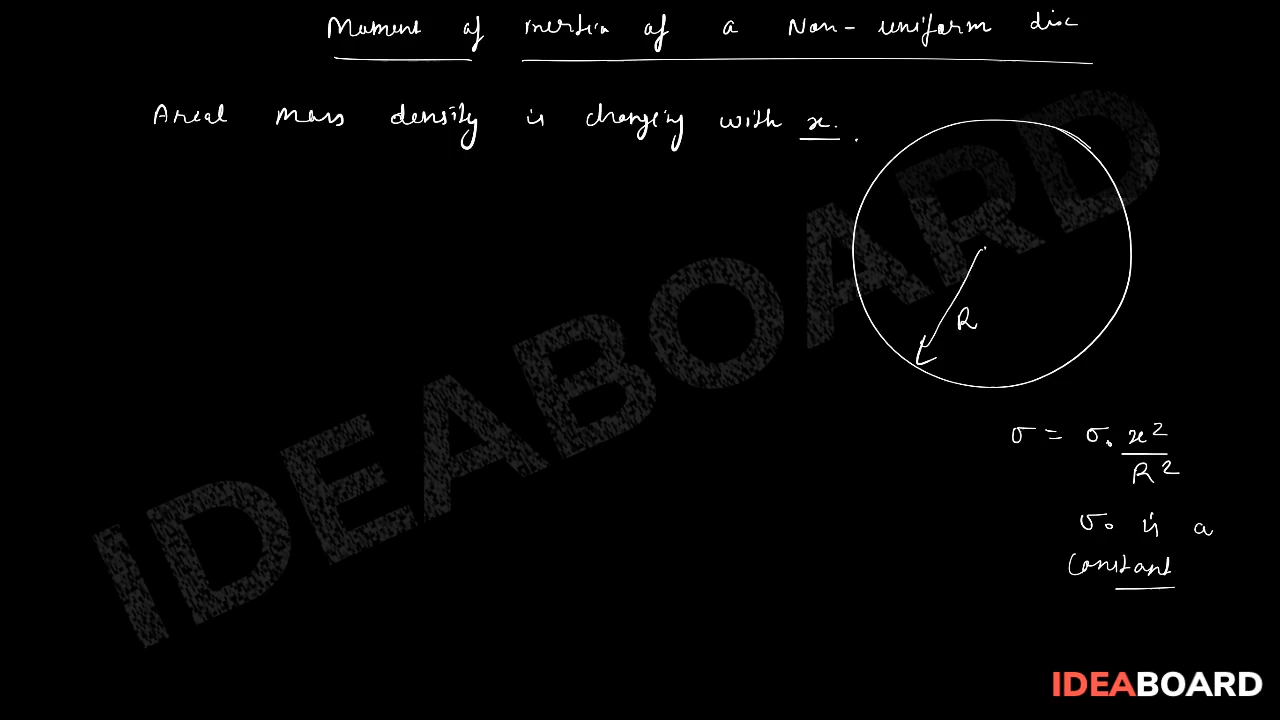 Moment of inertia of a Non-uniform disc
Areal mass density is changing with x.
R
σ = σ₀ x²
R²
σ₀ is a
constant
IDEABOARD
IDEABOARD